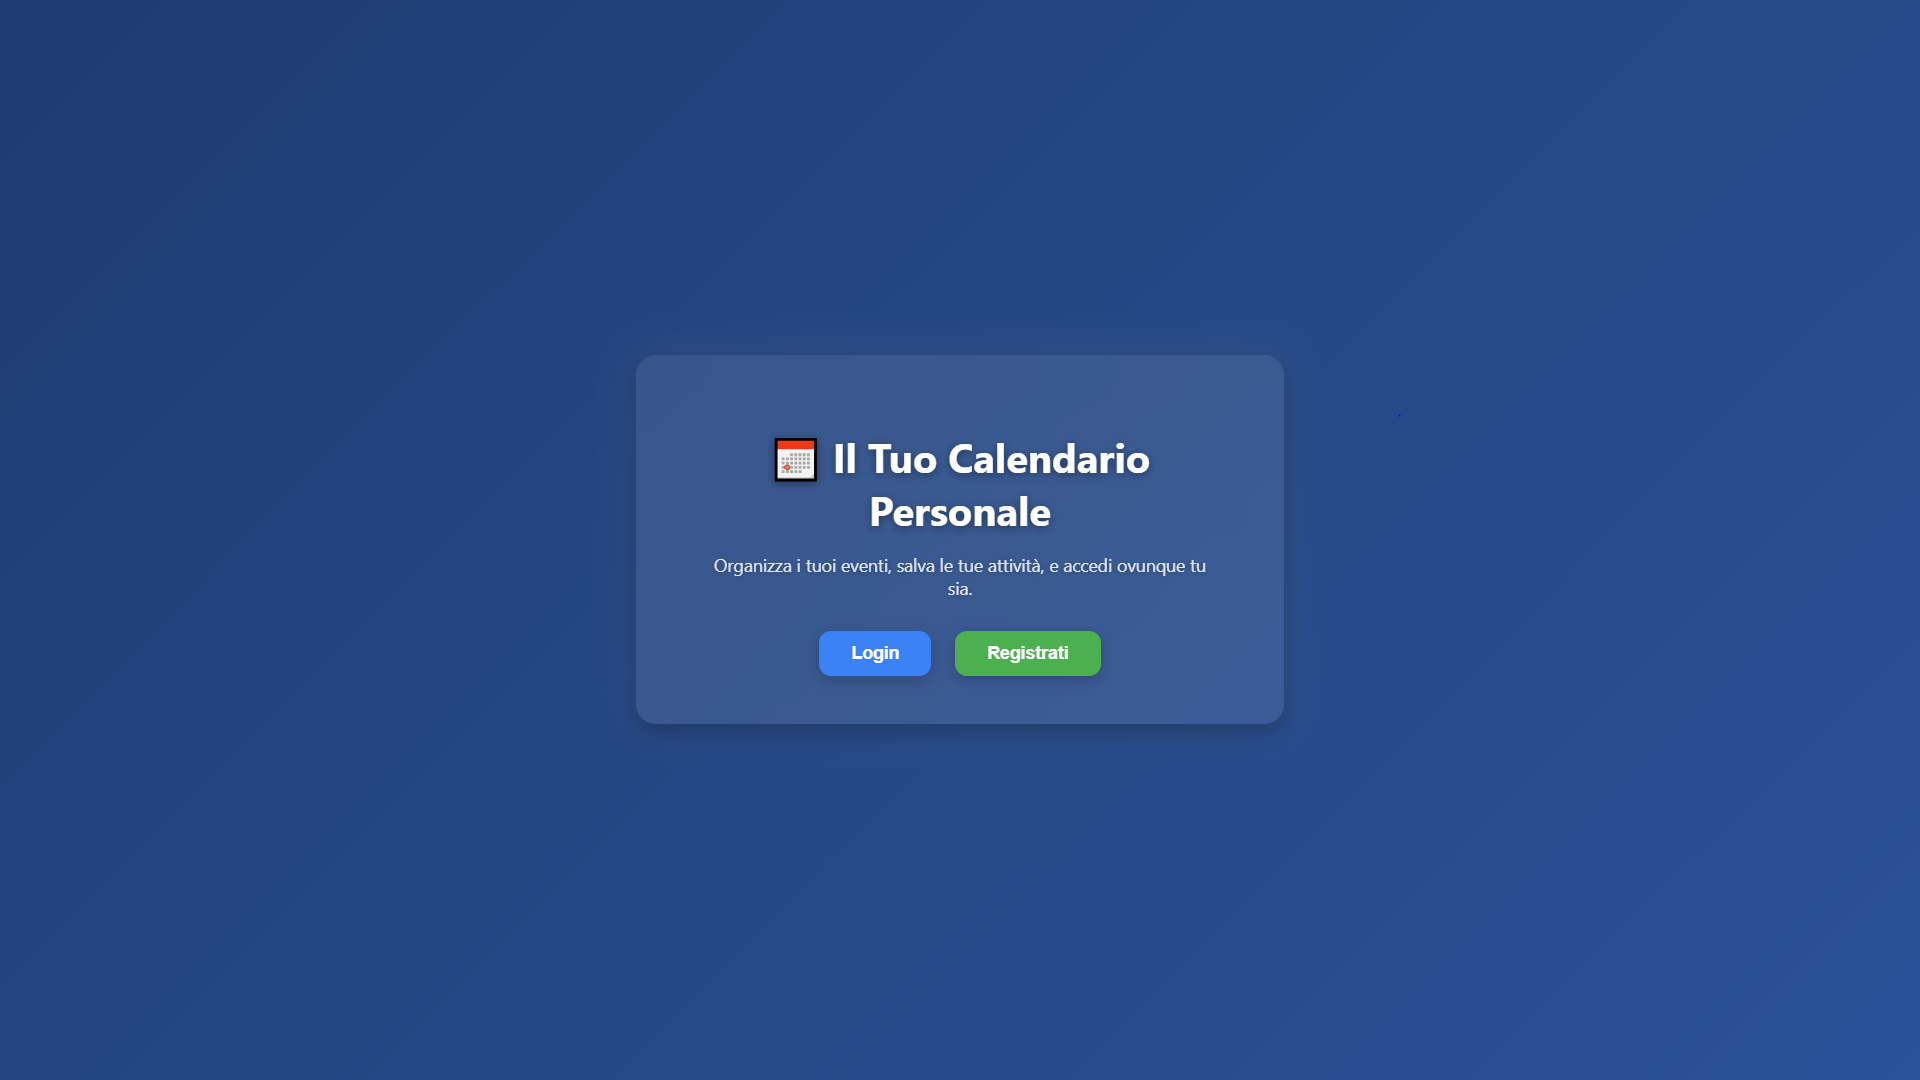 Il Tuo Calendario
Personale
Organizza i tuoi eventi, salva le tue attività, e accedi ovunque tu
sia.
Login
Registrati